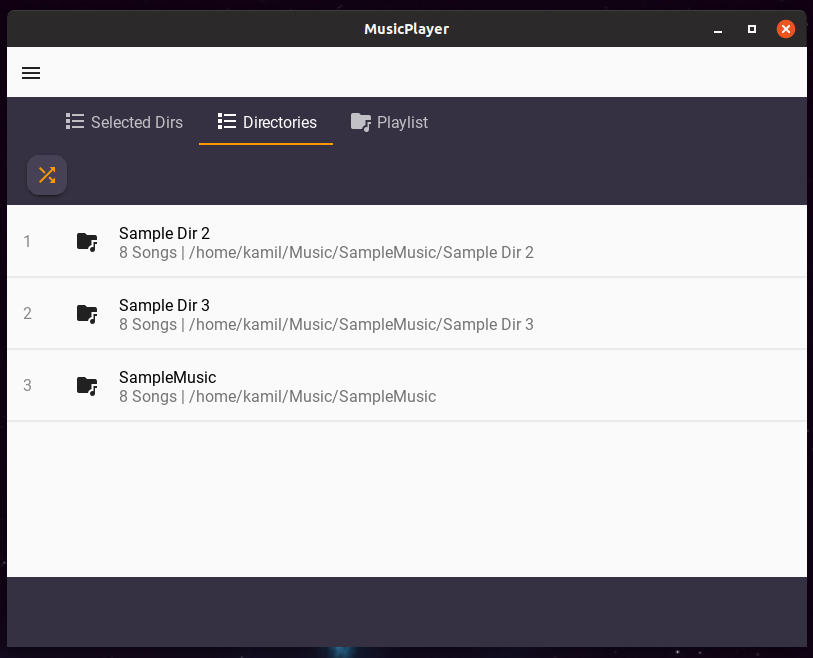 MusicPlayer
Selected Dirs Directories Playlist
1
Sample Dir 2
8 Songs | /home/kamil/Music/SampleMusic/Sample Dir 2
2
Sample Dir 3
8 Songs | /home/kamil/Music/SampleMusic/Sample Dir 3
3
SampleMusic
8 Songs | /home/kamil/Music/SampleMusic